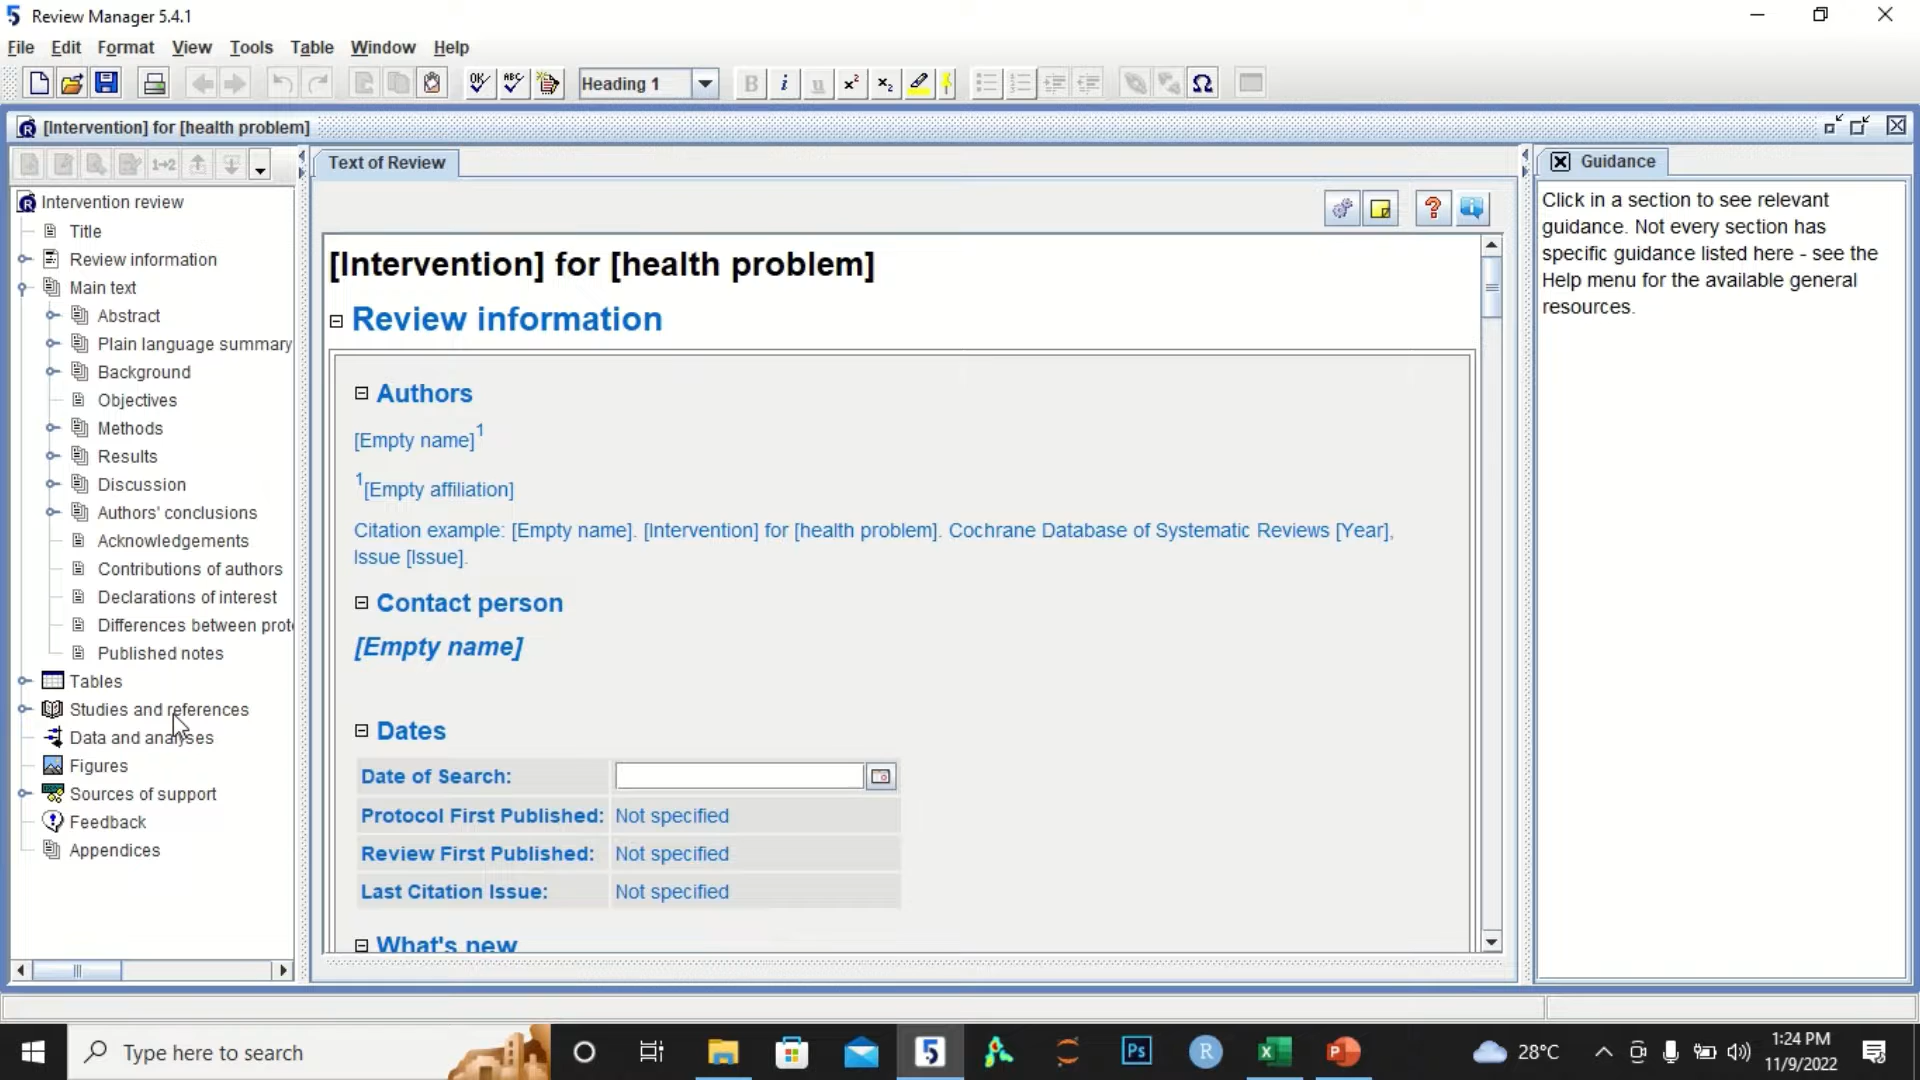 Review Manager 5.4.1
File Edit Format View Tools Table Window Help
Heading 1 B i u x² x₂ Ω
[Intervention] for [health problem]
1→2
Intervention review
Title
Review information
Main text
Abstract
Plain language summary
Background
Objectives
Methods
Results
Discussion
Authors' conclusions
Acknowledgements
Contributions of authors
Declarations of interest
Differences between prot
Published notes
Tables
Studies and references
Data and analyses
Figures
Sources of support
Feedback
Appendices
Text of Review
[Intervention] for [health problem]
Review information
Authors
[Empty name]1
1[Empty affiliation]
Citation example: [Empty name]. [Intervention] for [health problem]. Cochrane Database of Systematic Reviews [Year],
Issue [Issue].
Contact person
[Empty name]
Dates
Date of Search:
Protocol First Published: Not specified
Review First Published: Not specified
Last Citation Issue: Not specified
What's new
Guidance
Click in a section to see relevant
guidance. Not every section has
specific guidance listed here - see the
Help menu for the available general
resources.
Type here to search
5
Ps
R
28°C
1:24 PM
11/9/2022